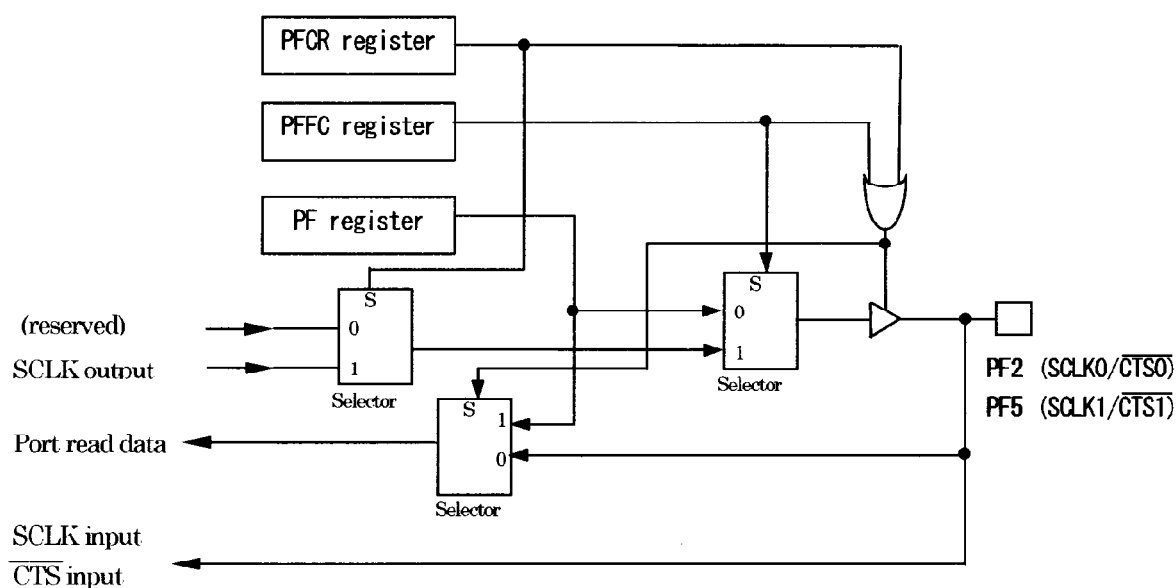 PFCR register
PFFC register
PF register
S
0
1
Selector
(reserved)
SCLK output
S
0
1
Selector
S
1
0
Selector
Port read data
PF2 (SCLK0/CTS0)
PF5 (SCLK1/CTS1)
SCLK input
CTS input